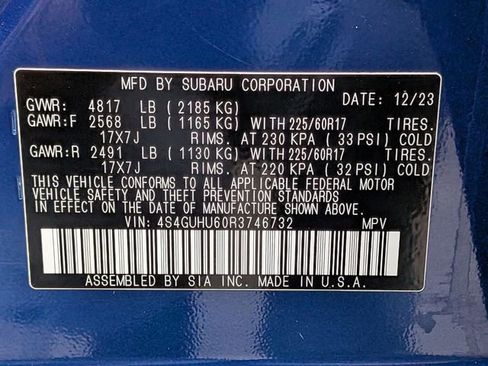 MFD BY SUBARU CORPORATION
GVWR: 4817 LB ( 2185 KG) DATE: 12/23
GAWR:F 2568 LB ( 1165 KG) WITH 225/60R17 TIRES.
17X7J RIMS. AT 230 KPA ( 33 PSI) COLD
GAWR:R 2491 LB ( 1130 KG) WITH 225/60R17 TIRES.
17X7J RIMS. AT 220 KPA ( 32 PSI) COLD
THIS VEHICLE CONFORMS TO ALL APPLICABLE FEDERAL MOTOR
VEHICLE SAFETY AND THEFT PREVENTION STANDARDS
IN EFFECT ON THE DATE OF MANUFACTURE SHOWN ABOVE.
VIN: 4S4GUHU60R3746732 MPV
ASSEMBLED BY SIA INC. MADE IN U.S.A.